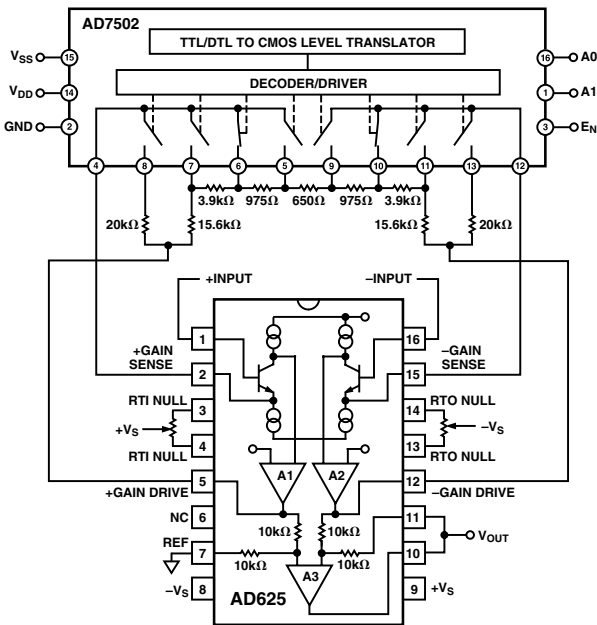 AD7502
TTL/DTL TO CMOS LEVEL TRANSLATOR
DECODER/DRIVER
VSS 15
VDD 14
GND 2
16 A0
1 A1
3 EN
4 8 7 6 5 9 10 11 13 12
3.9kΩ 975Ω 650Ω 975Ω 3.9kΩ
20kΩ 15.6kΩ 15.6kΩ 20kΩ
+INPUT –INPUT
1 16
+GAIN SENSE
2
–GAIN SENSE
15
RTI NULL 3
+VS
4
RTI NULL
14 RTO NULL
–VS
13
RTO NULL
5
+GAIN DRIVE
A1 A2
12
–GAIN DRIVE
NC 6
10kΩ 10kΩ
11
VOUT
REF
7
10kΩ 10kΩ
10
A3
–VS 8
AD625
9 +VS